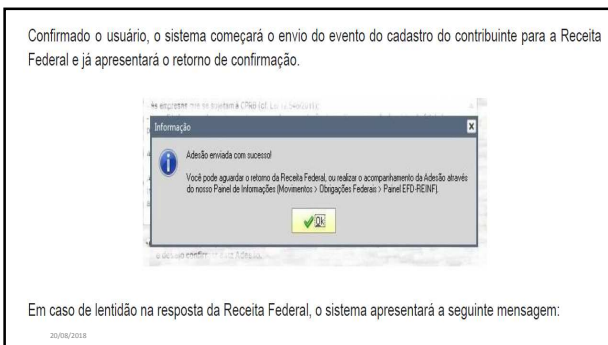 Confirmado o usuário, o sistema começará o envio do evento do cadastro do contribuinte para a Receita
Federal e já apresentará o retorno de confirmação.
Informação
Adesão enviada com sucesso!
Você pode aguardar o retorno da Receita Federal, ou realizar o acompanhamento da Adesão através
do nosso Painel de Informações (Movimentos > Obrigações Federais > Painel EFD-REINF).
Ok
Em caso de lentidão na resposta da Receita Federal, o sistema apresentará a seguinte mensagem:
20/08/2018